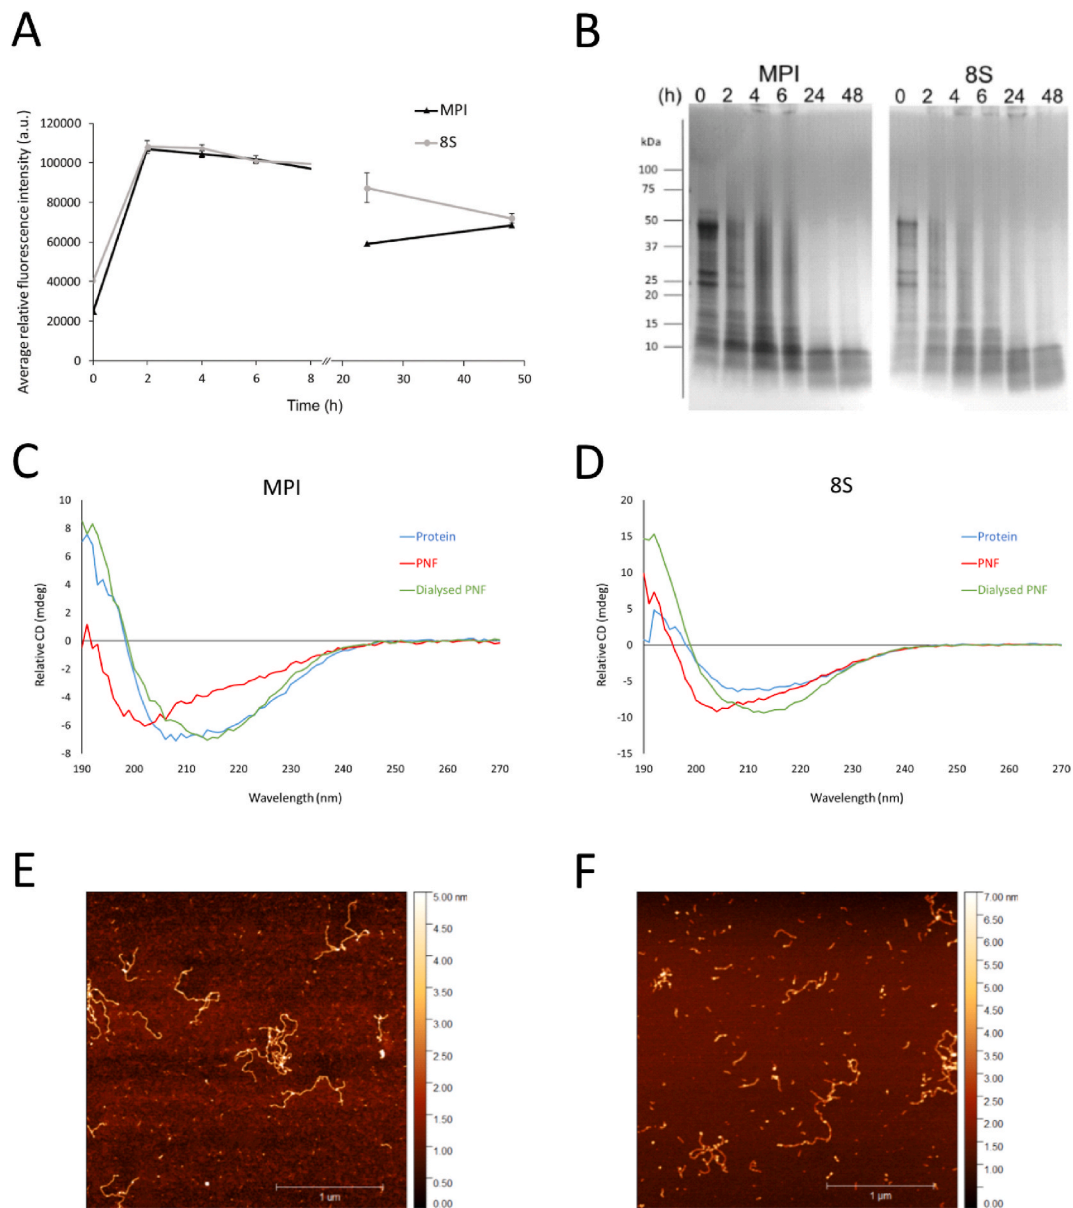 A
Average relative fluorescence intensity (a.u.)
120000
100000
80000
60000
40000
20000
0
0 2 4 6 8 20 30 40 50
Time (h)
MPI
8S
B
MPI 8S
(h) 0 2 4 6 24 48 0 2 4 6 24 48
kDa
100
75
50
37
25
20
15
10
C
MPI
Relative CD (mdeg)
10
8
6
4
2
0
-2
-4
-6
-8
190 200 210 220 230 240 250 260 270
Wavelength (nm)
Protein
PNF
Dialysed PNF
D
8S
Relative CD (mdeg)
20
15
10
5
0
-5
-10
-15
190 200 210 220 230 240 250 260 270
Wavelength (nm)
Protein
PNF
Dialysed PNF
E
5.00 nm
4.50
4.00
3.50
3.00
2.50
2.00
1.50
1.00
0.50
0.00
1 um
F
7.00 nm
6.00
5.50
5.00
4.50
4.00
3.50
3.00
2.50
2.00
1.50
1.00
0.00
1 µm